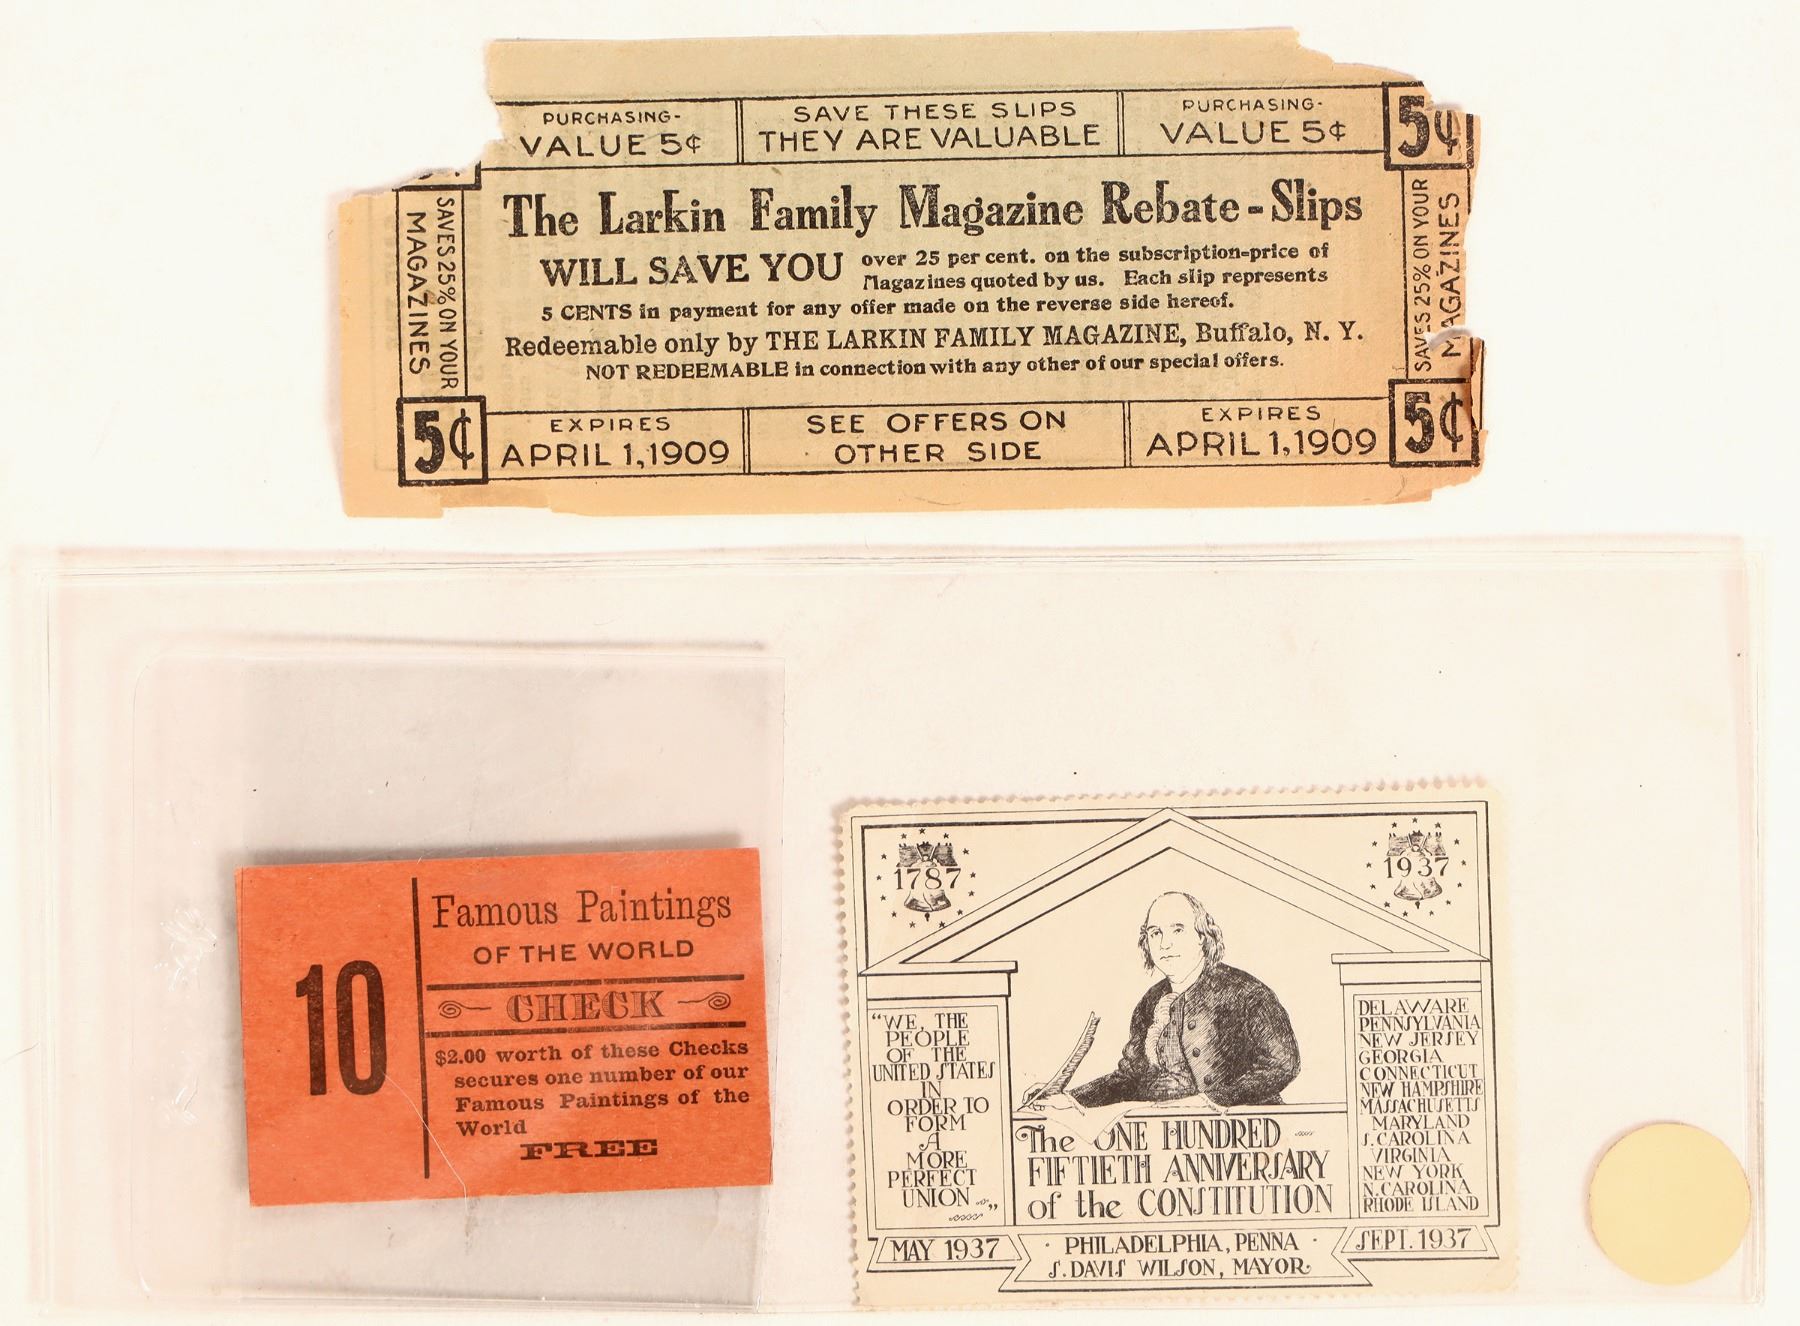 PURCHASING-
VALUE 5¢
SAVE THESE SLIPS
THEY ARE VALUABLE
PURCHASING-
VALUE 5¢
5¢
SAVES 25% ON YOUR
MAGAZINES
The Larkin Family Magazine Rebate-Slips
WILL SAVE YOU
over 25 per cent. on the subscription-price of
Magazines quoted by us. Each slip represents
5 CENTS in payment for any offer made on the reverse side hereof.
Redeemable only by THE LARKIN FAMILY MAGAZINE, Buffalo, N. Y.
NOT REDEEMABLE in connection with any other of our special offers.
SAVES 25% ON YOUR
MAGAZINES
5¢
EXPIRES
APRIL 1, 1909
SEE OFFERS ON
OTHER SIDE
EXPIRES
APRIL 1, 1909
5¢
10
Famous Paintings
OF THE WORLD
CHECK
$2.00 worth of these Checks
secures one number of our
Famous Paintings of the
World
FREE
1787
1937
"WE, THE
PEOPLE
OF THE
UNITED STATES
IN
ORDER TO
FORM
A
MORE
PERFECT
UNION"
The ONE HUNDRED
FIFTIETH ANNIVERSARY
of the CONSTITUTION
DELAWARE
PENNSYLVANIA
NEW JERSEY
GEORGIA
CONNECTICUT
NEW HAMPSHIRE
MASSACHUSETTS
MARYLAND
S. CAROLINA
VIRGINIA
NEW YORK
N. CAROLINA
RHODE ISLAND
MAY 1937
· PHILADELPHIA, PENNA ·
S. DAVIS WILSON, MAYOR
SEPT. 1937